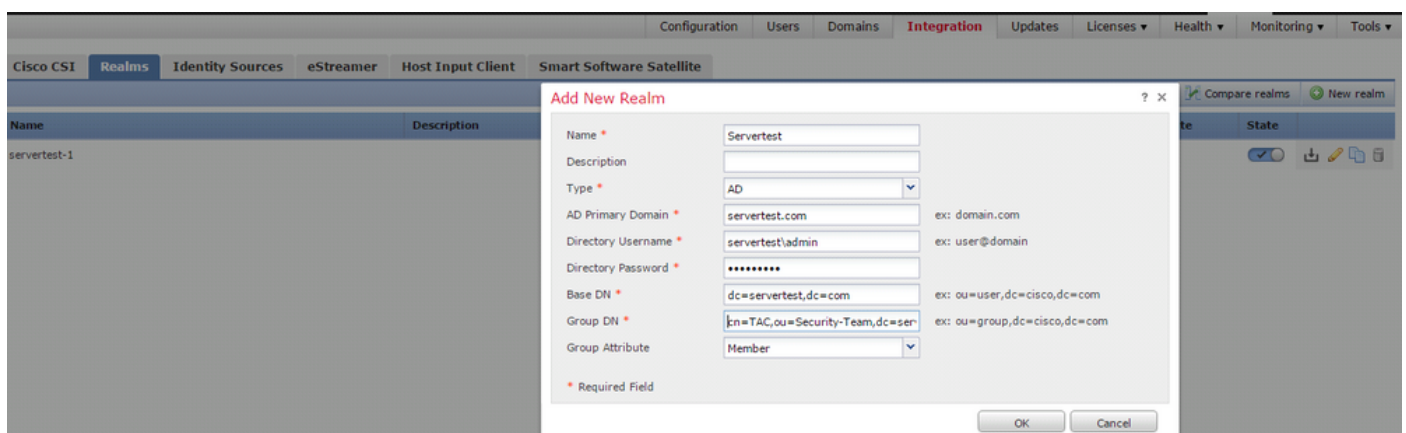 Configuration Users Domains Integration Updates Licenses ▾ Health ▾ Monitoring ▾ Tools ▾
Cisco CSI Realms Identity Sources eStreamer Host Input Client Smart Software Satellite
Compare realms New realm
Name Description te State
servertest-1
Add New Realm ? ×
Name * Servertest
Description
Type * AD
AD Primary Domain * servertest.com ex: domain.com
Directory Username * servertest\admin ex: user@domain
Directory Password * •••••••••
Base DN * dc=servertest,dc=com ex: ou=user,dc=cisco,dc=com
Group DN * cn=TAC,ou=Security-Team,dc=ser ex: ou=group,dc=cisco,dc=com
Group Attribute Member
* Required Field
OK Cancel